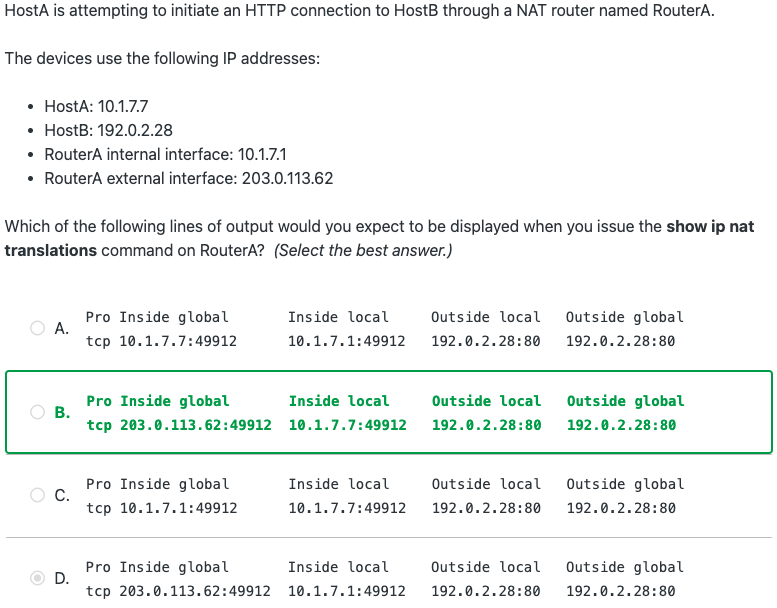 HostA is attempting to initiate an HTTP connection to HostB through a NAT router named RouterA.
The devices use the following IP addresses:
• HostA: 10.1.7.7
• HostB: 192.0.2.28
• RouterA internal interface: 10.1.7.1
• RouterA external interface: 203.0.113.62
Which of the following lines of output would you expect to be displayed when you issue the show ip nat
translations command on RouterA? (Select the best answer.)
A.
Pro Inside global Inside local Outside local Outside global
tcp 10.1.7.7:49912 10.1.7.1:49912 192.0.2.28:80 192.0.2.28:80
B.
Pro Inside global Inside local Outside local Outside global
tcp 203.0.113.62:49912 10.1.7.7:49912 192.0.2.28:80 192.0.2.28:80
C.
Pro Inside global Inside local Outside local Outside global
tcp 10.1.7.1:49912 10.1.7.7:49912 192.0.2.28:80 192.0.2.28:80
D.
Pro Inside global Inside local Outside local Outside global
tcp 203.0.113.62:49912 10.1.7.1:49912 192.0.2.28:80 192.0.2.28:80